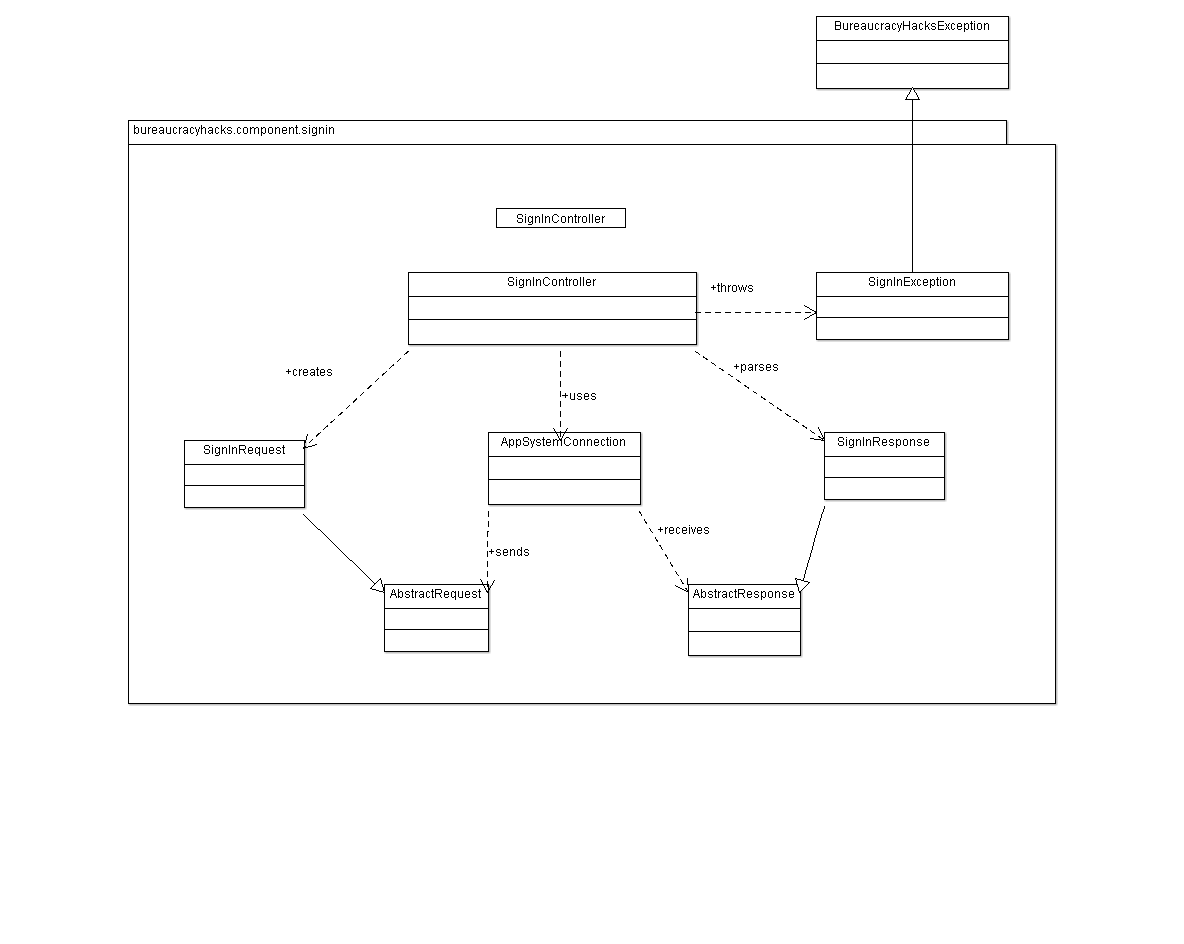 BureaucracyHacksException
bureaucracyhacks.component.signin
SignInController
SignInController
+throws
SignInException
+creates
+uses
+parses
SignInRequest
AppSystemConnection
SignInResponse
+sends
+receives
AbstractRequest
AbstractResponse